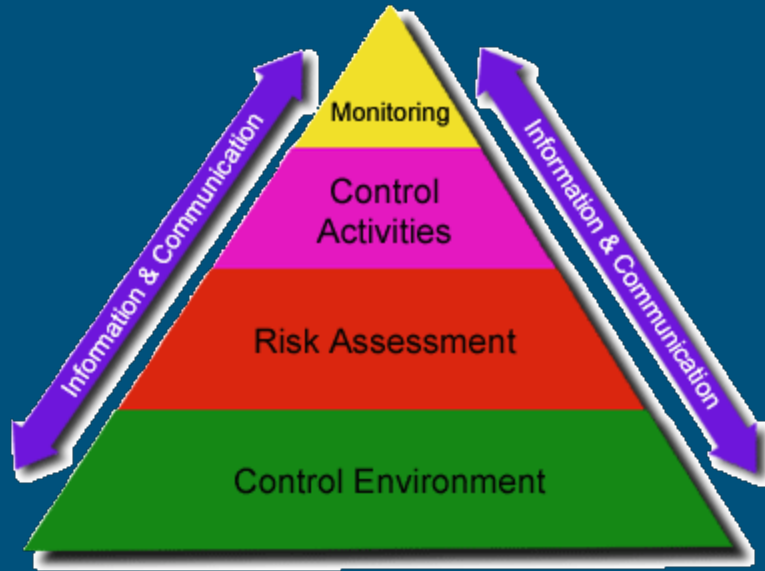 Monitoring
Control
Activities
Risk Assessment
Control Environment
Information & Communication
Information & Communication